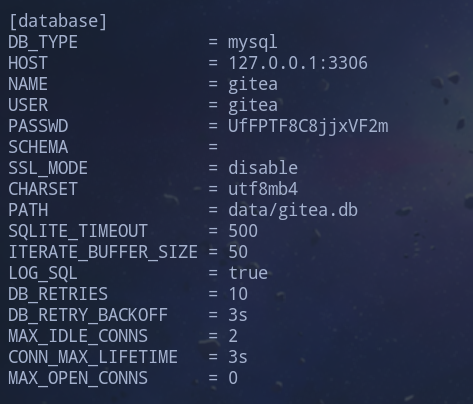 [database]
DB_TYPE             = mysql
HOST                = 127.0.0.1:3306
NAME                = gitea
USER                = gitea
PASSWD              = UfFPTF8C8jjxVF2m
SCHEMA              =
SSL_MODE            = disable
CHARSET             = utf8mb4
PATH                = data/gitea.db
SQLITE_TIMEOUT      = 500
ITERATE_BUFFER_SIZE = 50
LOG_SQL             = true
DB_RETRIES          = 10
DB_RETRY_BACKOFF    = 3s
MAX_IDLE_CONNS      = 2
CONN_MAX_LIFETIME   = 3s
MAX_OPEN_CONNS      = 0